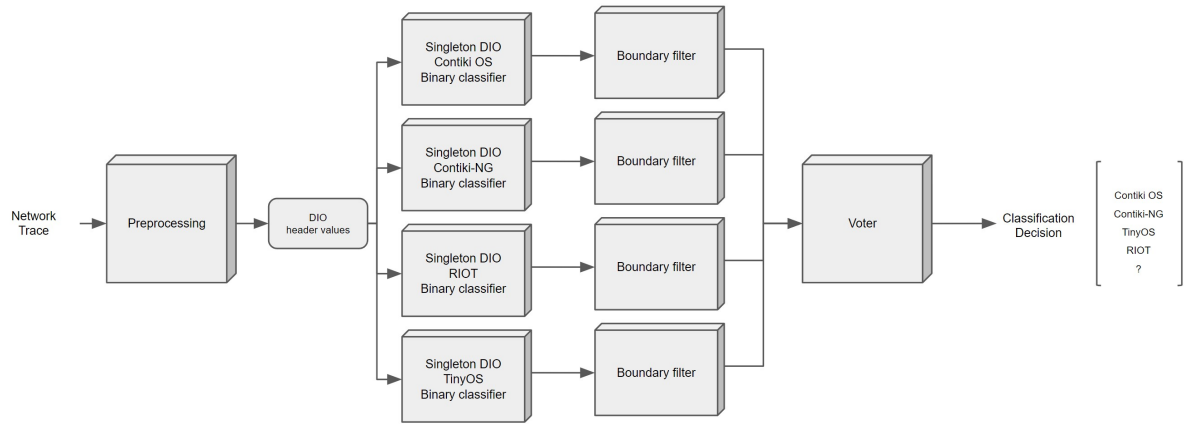 Network
Trace
Preprocessing
DIO
header values
Singleton DIO
Contiki OS
Binary classifier
Boundary filter
Singleton DIO
Contiki-NG
Binary classifier
Boundary filter
Singleton DIO
RIOT
Binary classifier
Boundary filter
Singleton DIO
TinyOS
Binary classifier
Boundary filter
Voter
Classification
Decision
Contiki OS
Contiki-NG
TinyOS
RIOT
?